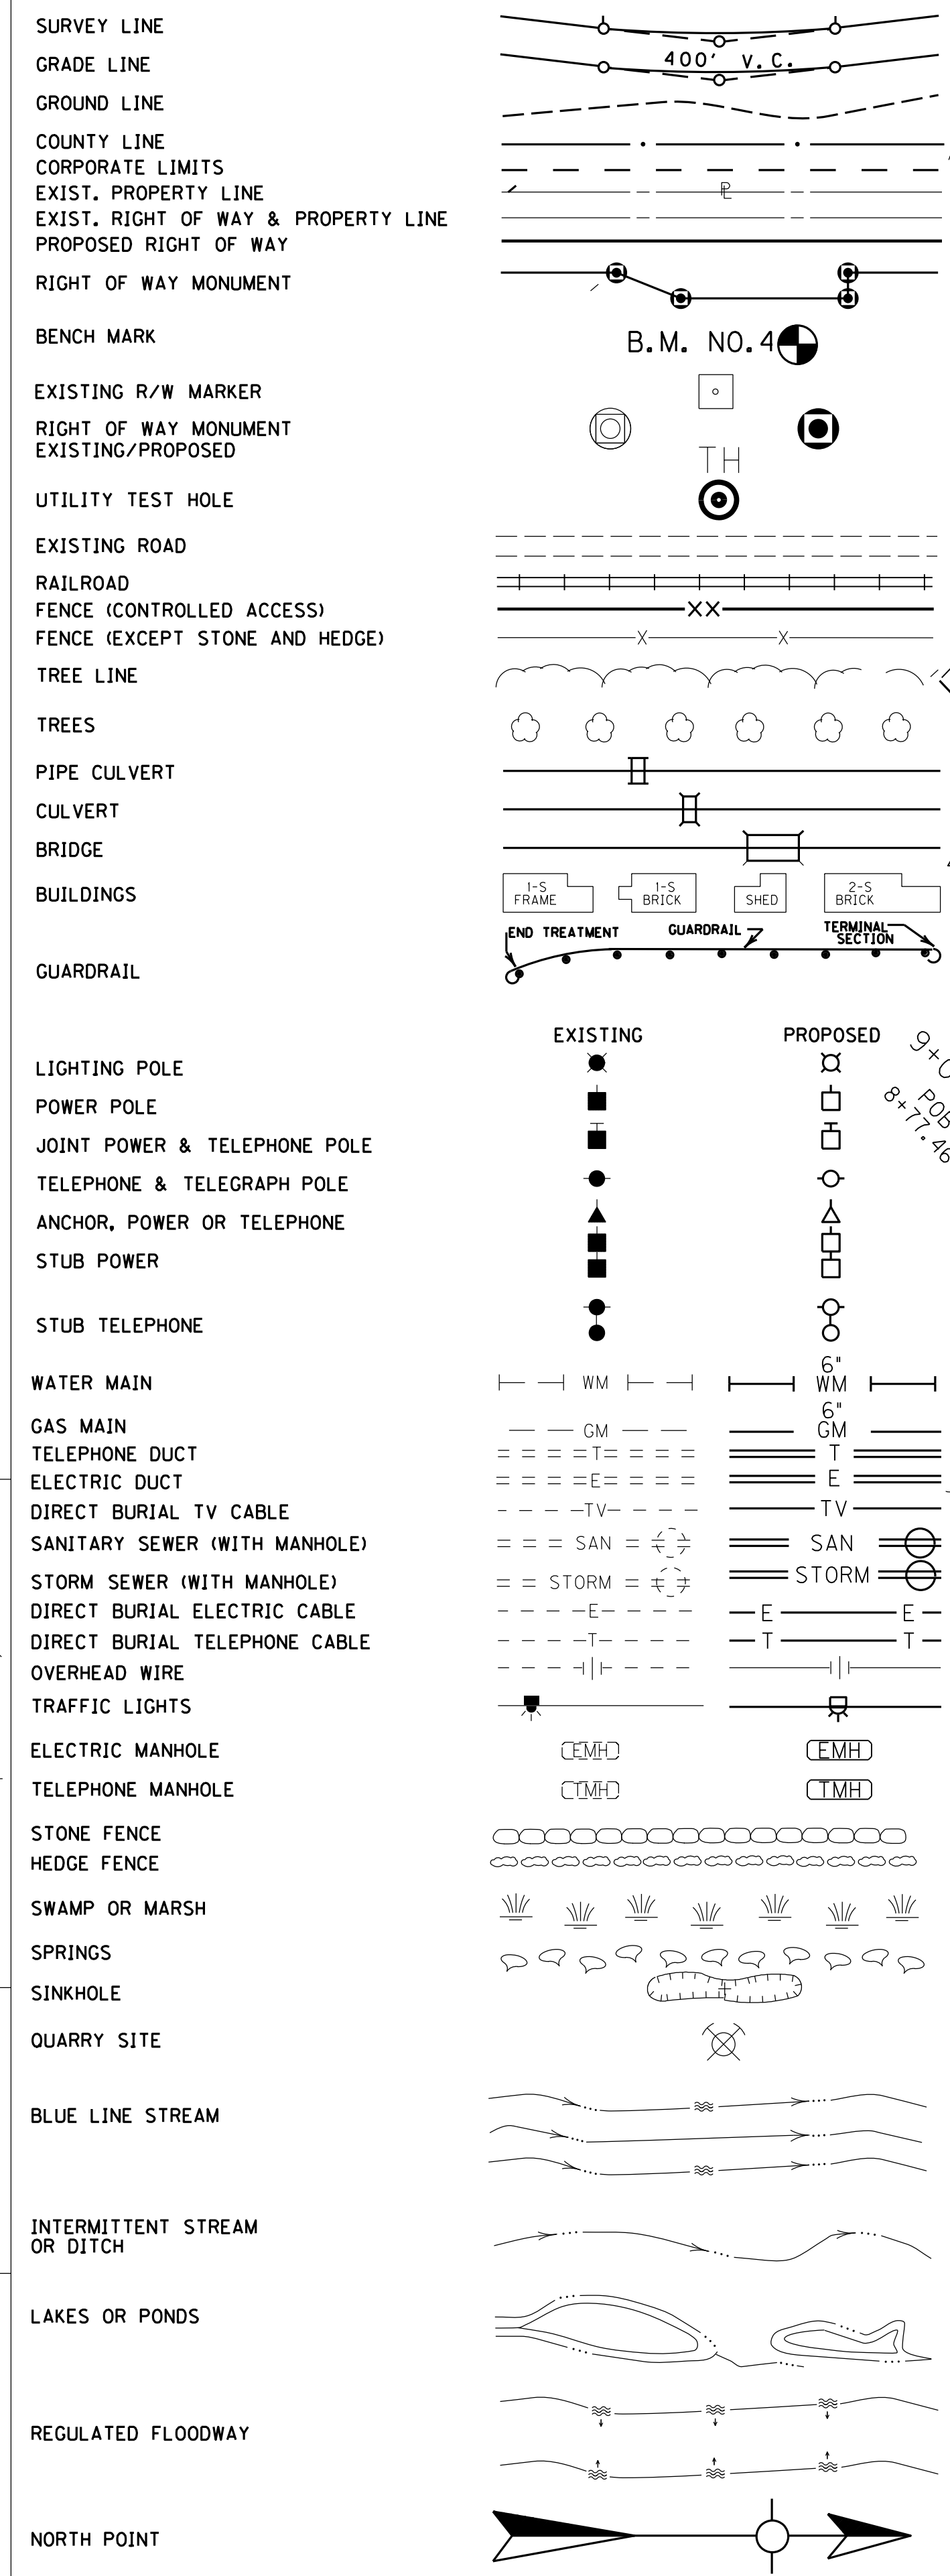 SURVEY LINE
GRADE LINE
400' V.C.
GROUND LINE
COUNTY LINE
CORPORATE LIMITS
EXIST. PROPERTY LINE
PL
EXIST. RIGHT OF WAY & PROPERTY LINE
PROPOSED RIGHT OF WAY
RIGHT OF WAY MONUMENT
BENCH MARK
B.M. NO.4
EXISTING R/W MARKER
RIGHT OF WAY MONUMENT
EXISTING/PROPOSED
TH
UTILITY TEST HOLE
EXISTING ROAD
RAILROAD
FENCE (CONTROLLED ACCESS)
XX
FENCE (EXCEPT STONE AND HEDGE)
X X
TREE LINE
TREES
PIPE CULVERT
CULVERT
BRIDGE
BUILDINGS
1-S FRAME
1-S BRICK
SHED
2-S BRICK
END TREATMENT
GUARDRAIL
TERMINAL SECTION
GUARDRAIL
EXISTING PROPOSED
LIGHTING POLE
POWER POLE
JOINT POWER & TELEPHONE POLE
TELEPHONE & TELEGRAPH POLE
ANCHOR, POWER OR TELEPHONE
STUB POWER
STUB TELEPHONE
9+0
POB
8+77.46
WATER MAIN WM 6" WM
GAS MAIN GM 6" GM
TELEPHONE DUCT T T
ELECTRIC DUCT E E
DIRECT BURIAL TV CABLE TV TV
SANITARY SEWER (WITH MANHOLE) SAN SAN
STORM SEWER (WITH MANHOLE) STORM STORM
DIRECT BURIAL ELECTRIC CABLE E E E
DIRECT BURIAL TELEPHONE CABLE T T T
OVERHEAD WIRE
TRAFFIC LIGHTS
ELECTRIC MANHOLE EMH EMH
TELEPHONE MANHOLE TMH TMH
STONE FENCE
HEDGE FENCE
SWAMP OR MARSH
SPRINGS
SINKHOLE
QUARRY SITE
BLUE LINE STREAM
INTERMITTENT STREAM
OR DITCH
LAKES OR PONDS
REGULATED FLOODWAY
NORTH POINT